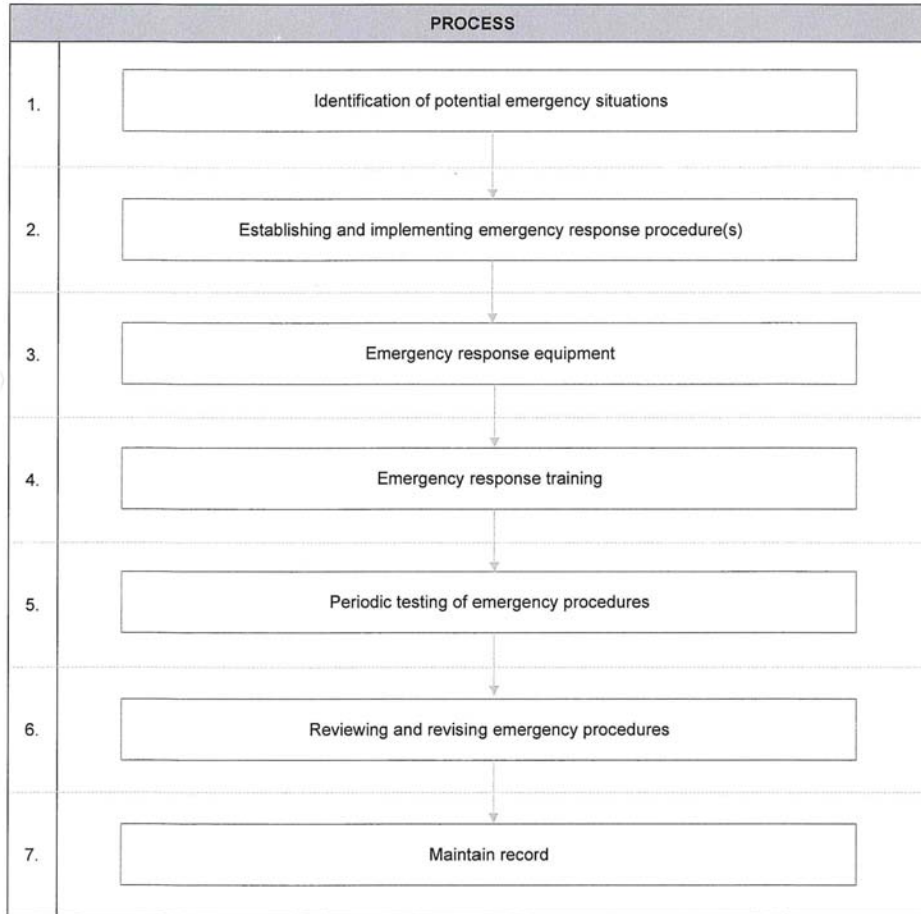 PROCESS
1. Identification of potential emergency situations
2. Establishing and implementing emergency response procedure(s)
3. Emergency response equipment
4. Emergency response training
5. Periodic testing of emergency procedures
6. Reviewing and revising emergency procedures
7. Maintain record